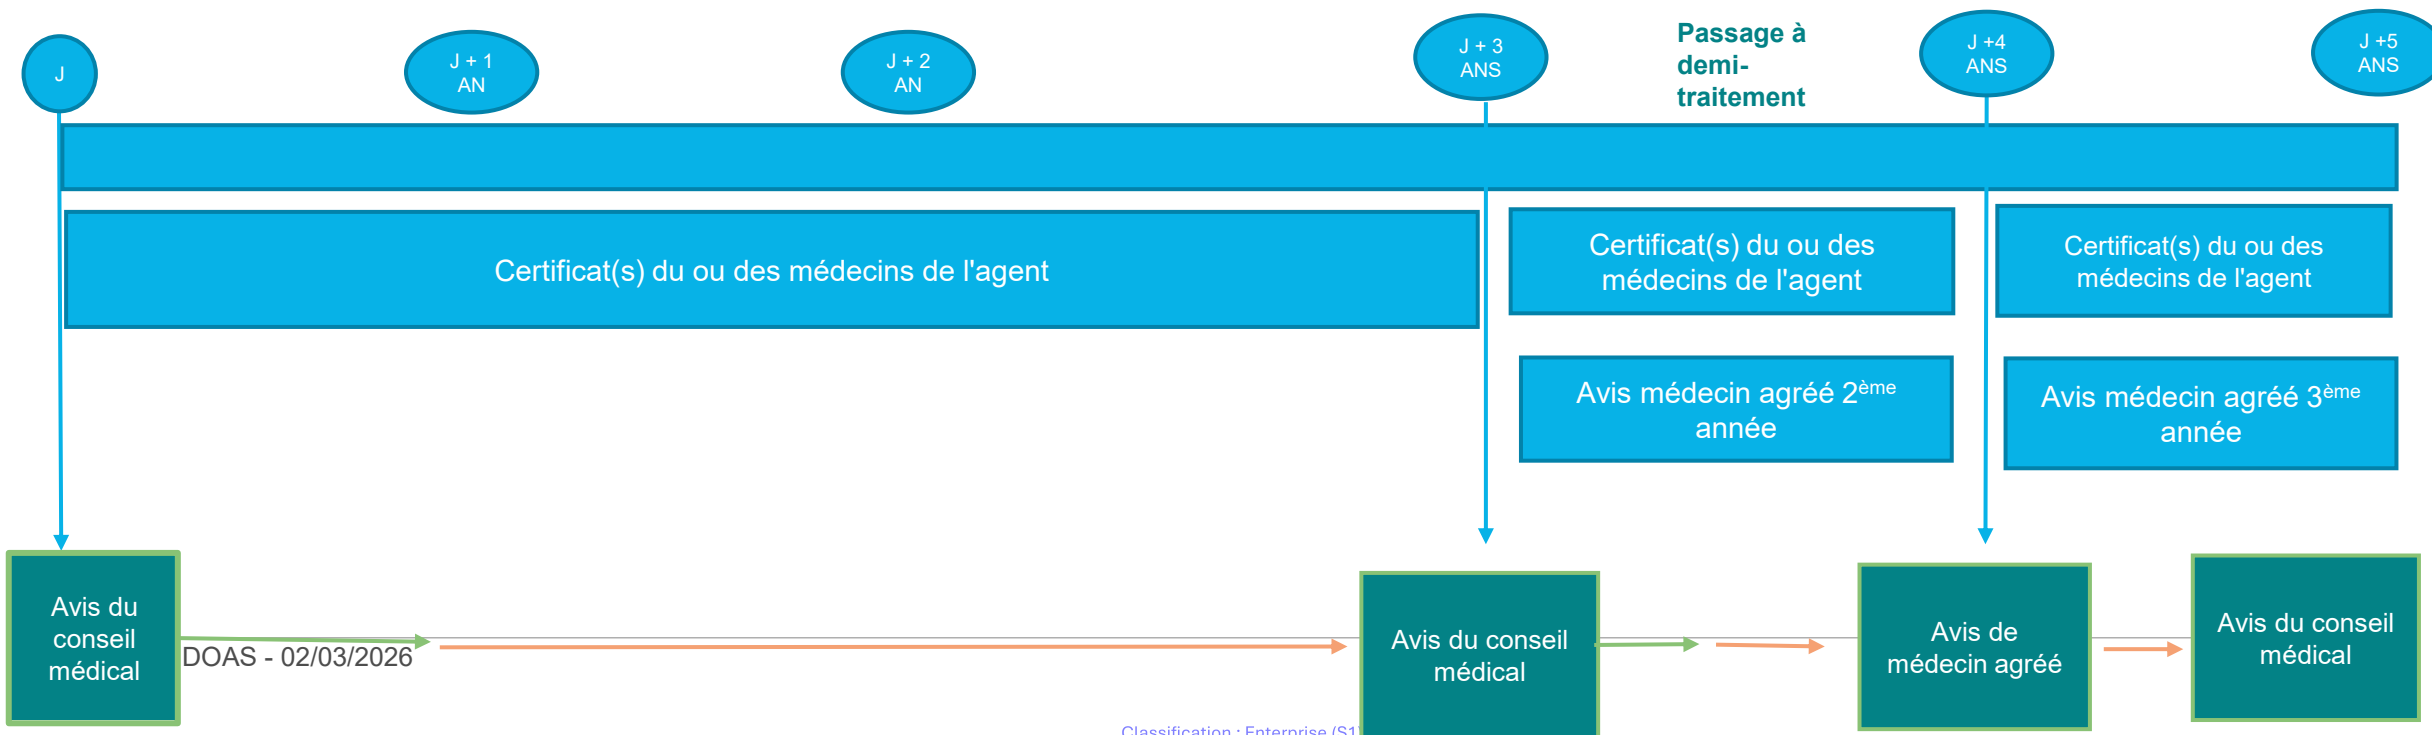 J
J + 1
AN
J + 2
AN
J + 3
ANS
Passage à
demi-
traitement
J +4
ANS
J +5
ANS
Certificat(s) du ou des médecins de l'agent
Certificat(s) du ou des
médecins de l'agent
Certificat(s) du ou des
médecins de l'agent
Avis médecin agréé 2ème
année
Avis médecin agréé 3ème
année
Avis du
conseil
médical
DOAS - 02/03/2026
Avis du conseil
médical
Avis de
médecin agréé
Avis du conseil
médical
Classification : Enterprise (S1)